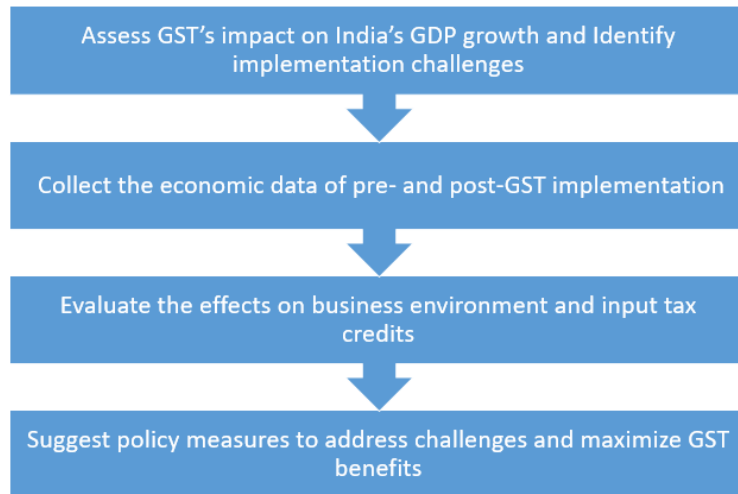 Assess GST’s impact on India’s GDP growth and Identify
implementation challenges
Collect the economic data of pre- and post-GST implementation
Evaluate the effects on business environment and input tax
credits
Suggest policy measures to address challenges and maximize GST
benefits